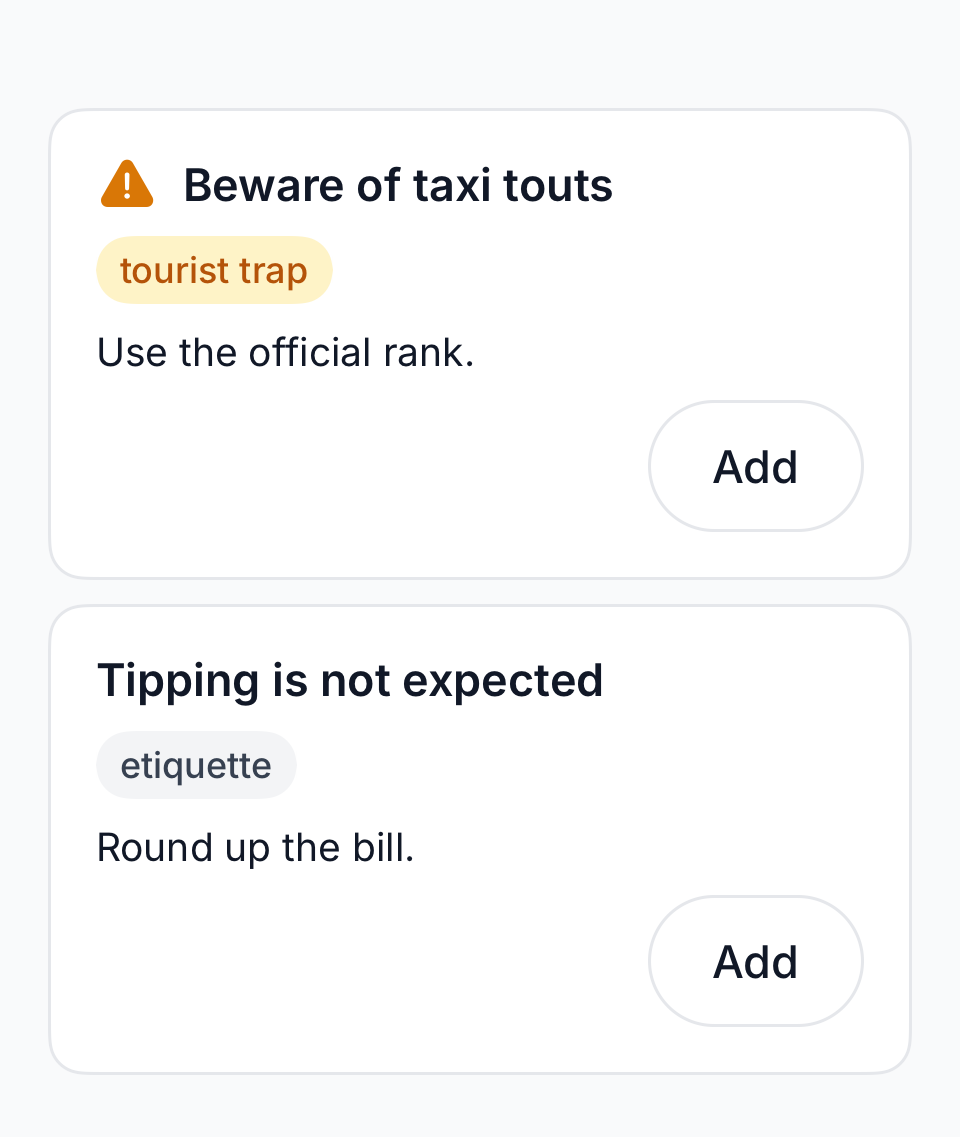 Beware of taxi touts
tourist trap
Use the official rank.
Add
Tipping is not expected
etiquette
Round up the bill.
Add